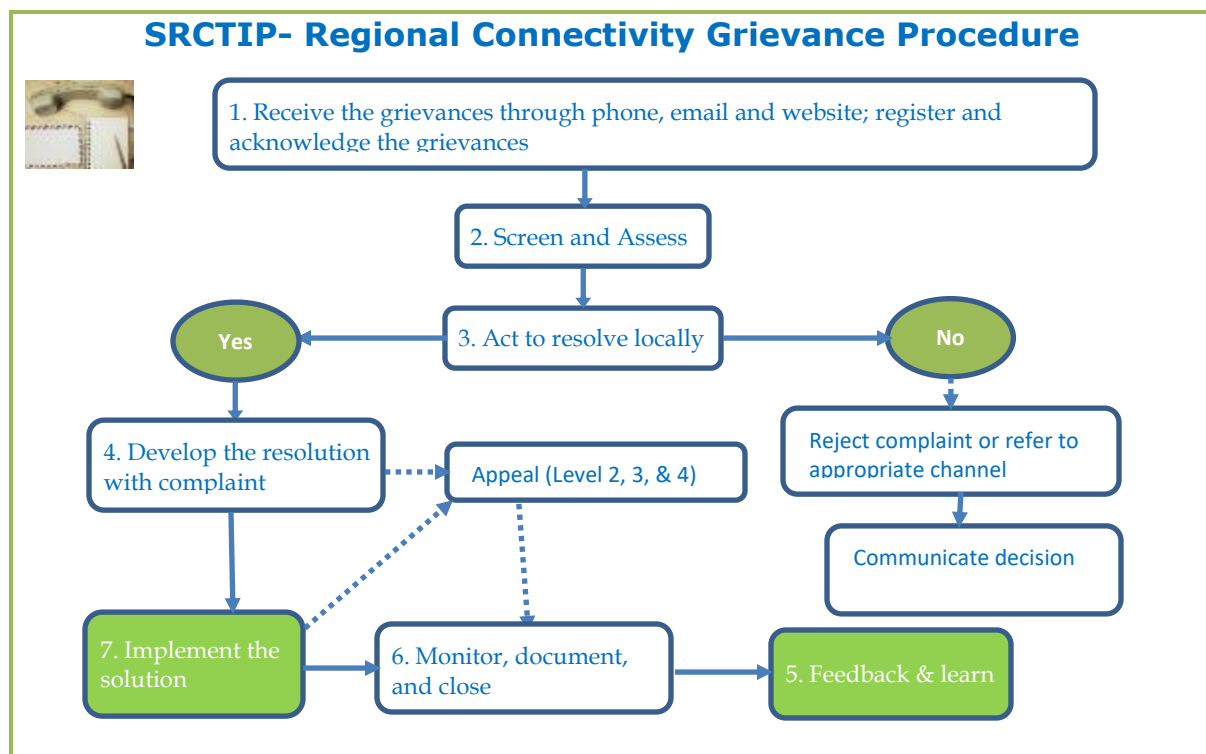 SRCTIP- Regional Connectivity Grievance Procedure
1. Receive the grievances through phone, email and website; register and
acknowledge the grievances
2. Screen and Assess
Yes
3. Act to resolve locally
No
4. Develop the resolution
with complaint
Appeal (Level 2, 3, & 4)
Reject complaint or refer to
appropriate channel
Communicate decision
7. Implement the
solution
6. Monitor, document,
and close
5. Feedback & learn